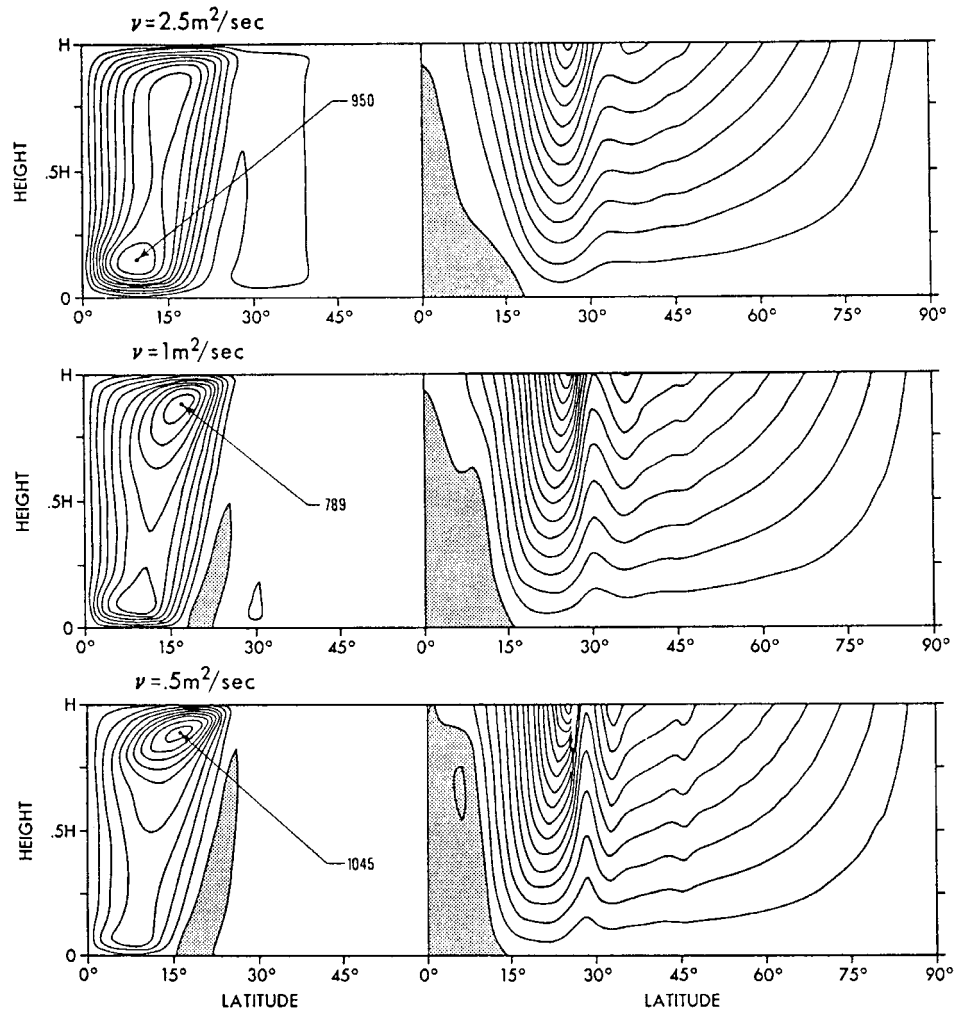 ν=2.5m²/sec
H
.5H
0
HEIGHT
950
0° 15° 30° 45°
0° 15° 30° 45° 60° 75° 90°
ν=1m²/sec
H
.5H
0
HEIGHT
789
0° 15° 30° 45°
0° 15° 30° 45° 60° 75° 90°
ν=.5m²/sec
H
.5H
0
HEIGHT
1045
0° 15° 30° 45°
0° 15° 30° 45° 60° 75° 90°
LATITUDE
LATITUDE